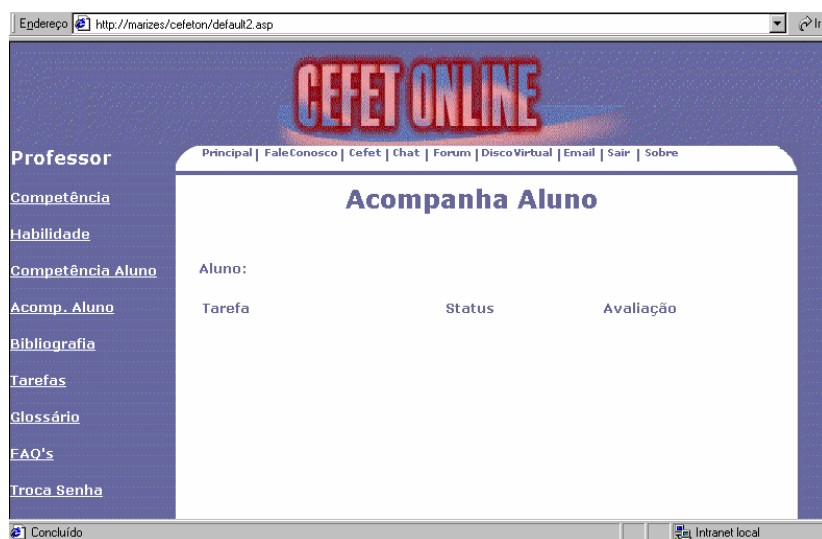 Endereço http://marizes/cefeton/default2.asp Ir
CEFET ONLINE
Professor
Principal | FaleConosco | Cefet | Chat | Forum | DiscoVirtual | Email | Sair | Sobre
Acompanha Aluno
Competência
Habilidade
Competência Aluno
Acomp. Aluno
Bibliografia
Tarefas
Glossário
FAQ's
Troca Senha
Aluno:
Tarefa Status Avaliação
Concluído Intranet local